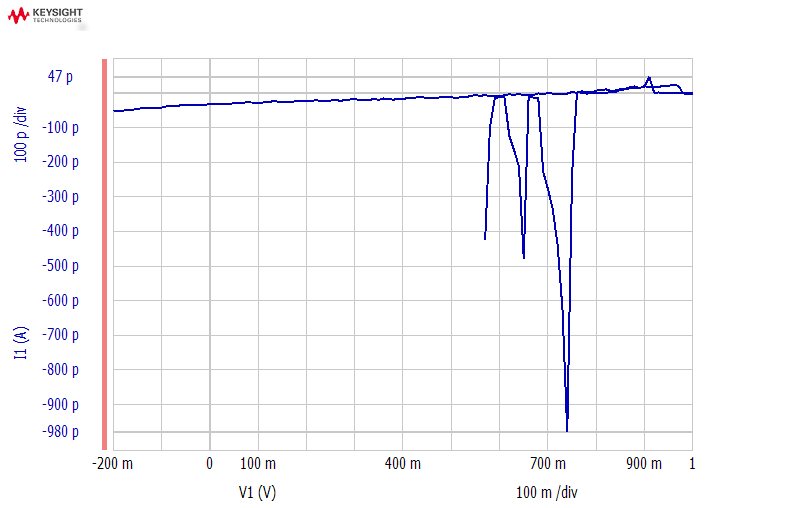 KEYSIGHT
TECHNOLOGIES
47 p
-100 p
-200 p
-300 p
-400 p
-500 p
-600 p
-700 p
-800 p
-900 p
-980 p
100 p /div
I1 (A)
-200 m 0 100 m 400 m 700 m 900 m 1
V1 (V) 100 m /div